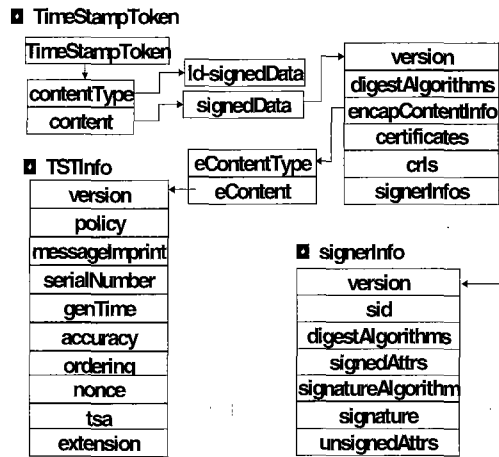 TimeStampToken
TimeStampToken
contentType
content
Id-signedData
signedData
version
digestAlgorithms
encapContentInfo
certificates
crls
signerInfos
eContentType
eContent
TSTInfo
version
policy
messageImprint
serialNumber
genTime
accuracy
ordering
nonce
tsa
extension
signerInfo
version
sid
digestAlgorithms
signedAttrs
signatureAlgorithm
signature
unsignedAttrs